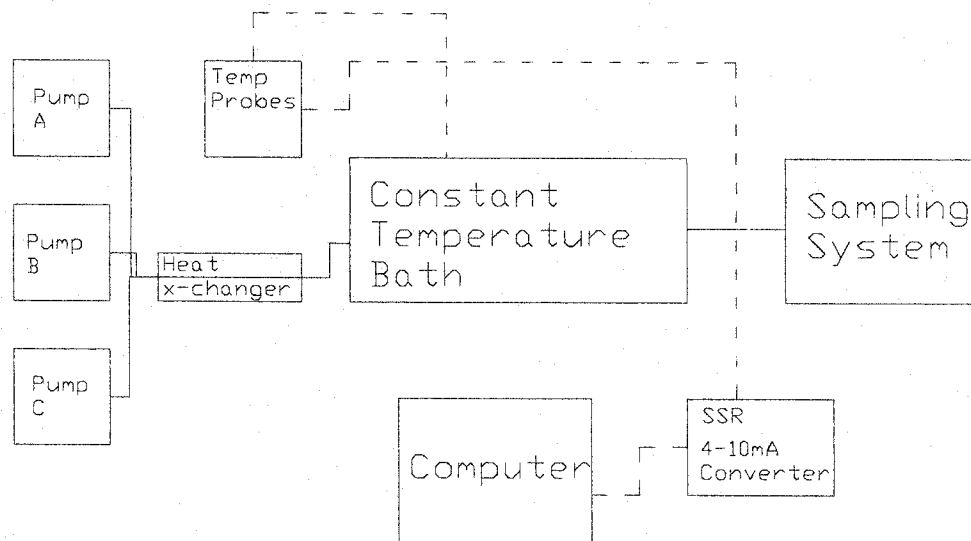 Pump
A
Temp
Probes
Pump
B
Heat
x-changer
Constant
Temperature
Bath
Sampling
System
Pump
C
Computer
SSR
4-10mA
Converter